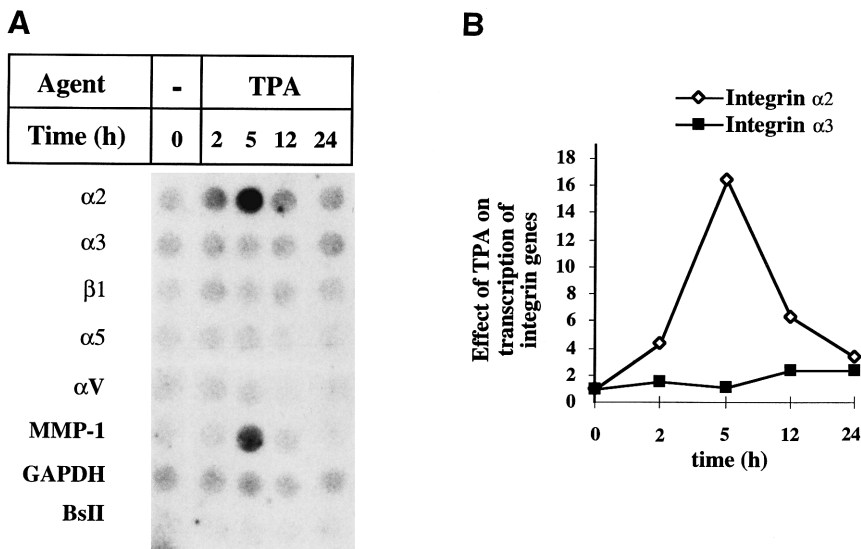 A
Agent - TPA
Time (h) 0 2 5 12 24
α2
α3
β1
α5
αV
MMP-1
GAPDH
BsII
B
Integrin α2
Integrin α3
Effect of TPA on
transcription of
integrin genes
18
16
14
12
10
8
6
4
2
0
0 2 5 12 24
time (h)